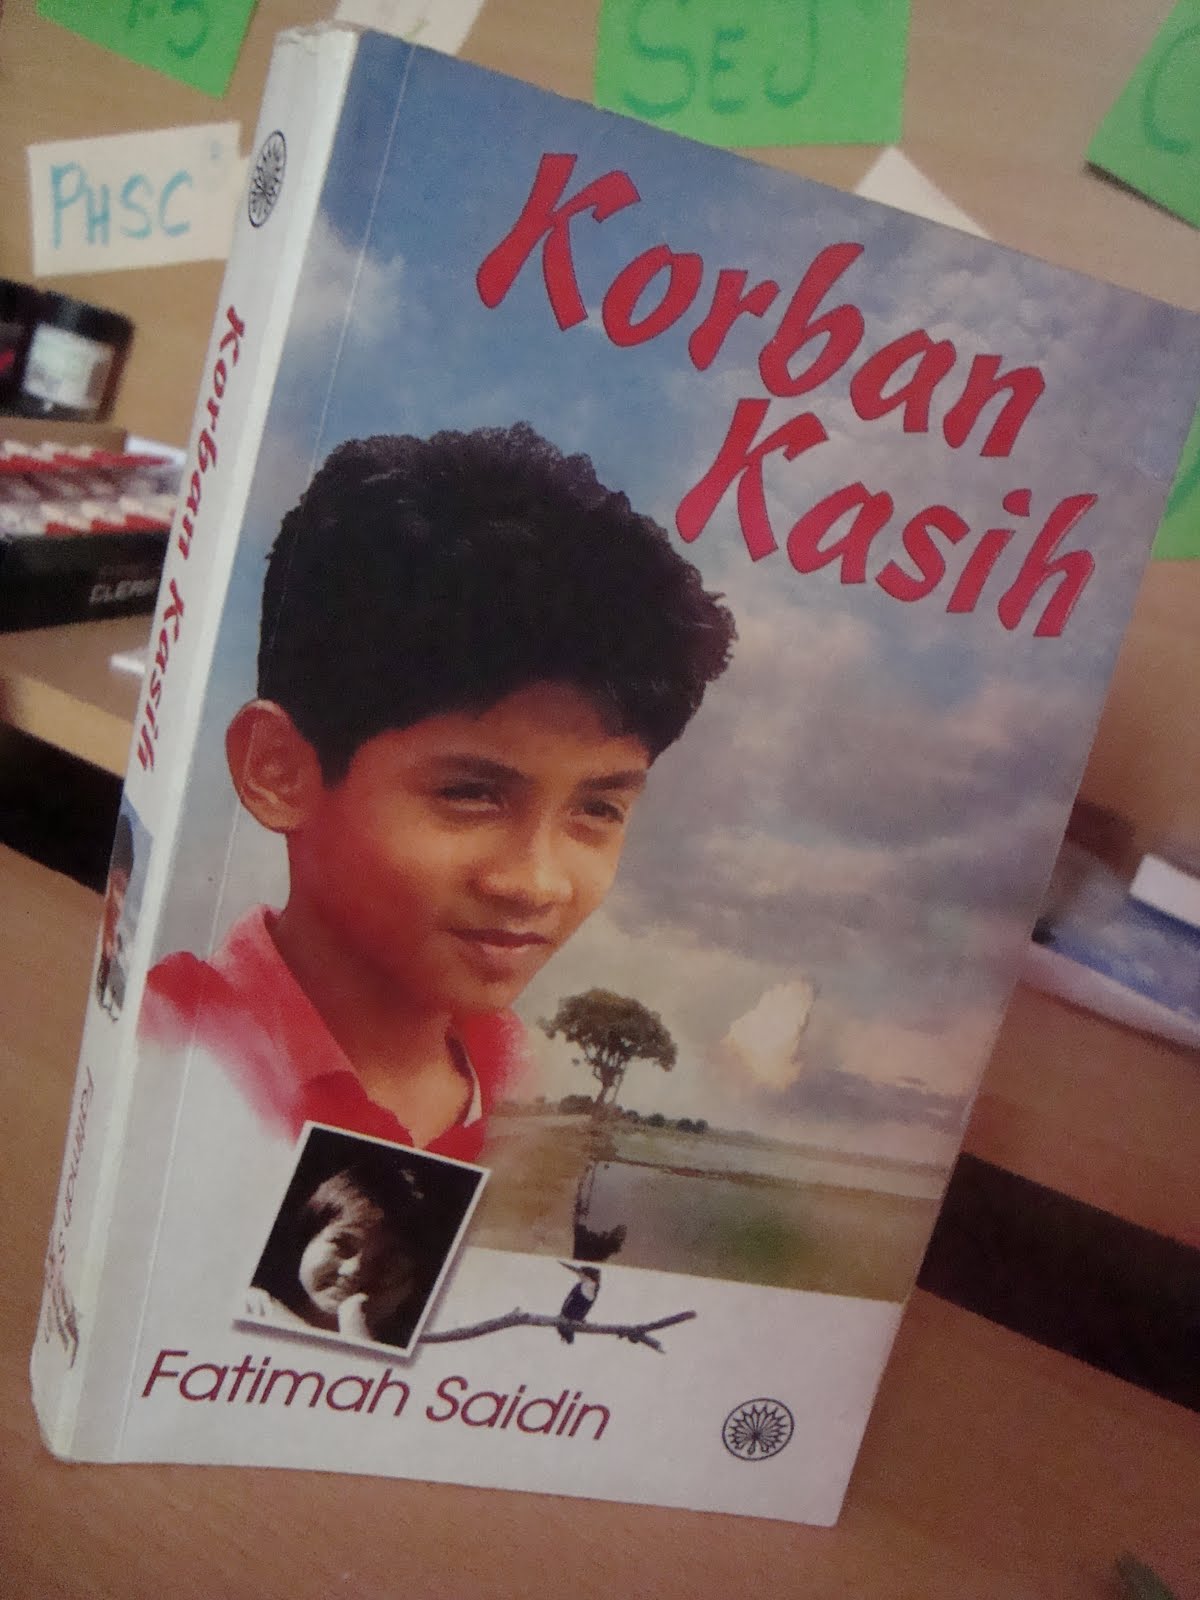 SEJ
PHSC
Korban
Kasih
Korban Kasih
Fatimah Saidin